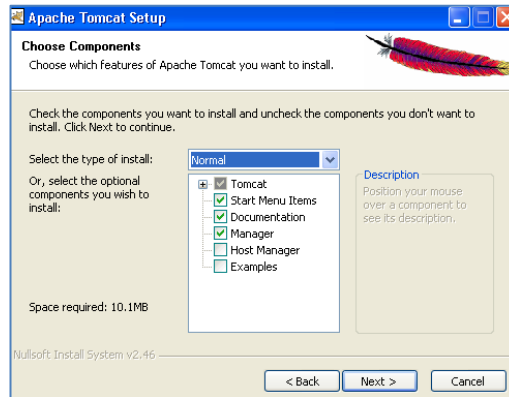 Apache Tomcat Setup
Choose Components
Choose which features of Apache Tomcat you want to install.
Check the components you want to install and uncheck the components you don't want to
install. Click Next to continue.
Select the type of install:
Normal
Or, select the optional
components you wish to
install:
Tomcat
Start Menu Items
Documentation
Manager
Host Manager
Examples
Description
Position your mouse
over a component to
see its description.
Space required: 10.1MB
Nullsoft Install System v2.46
< Back
Next >
Cancel